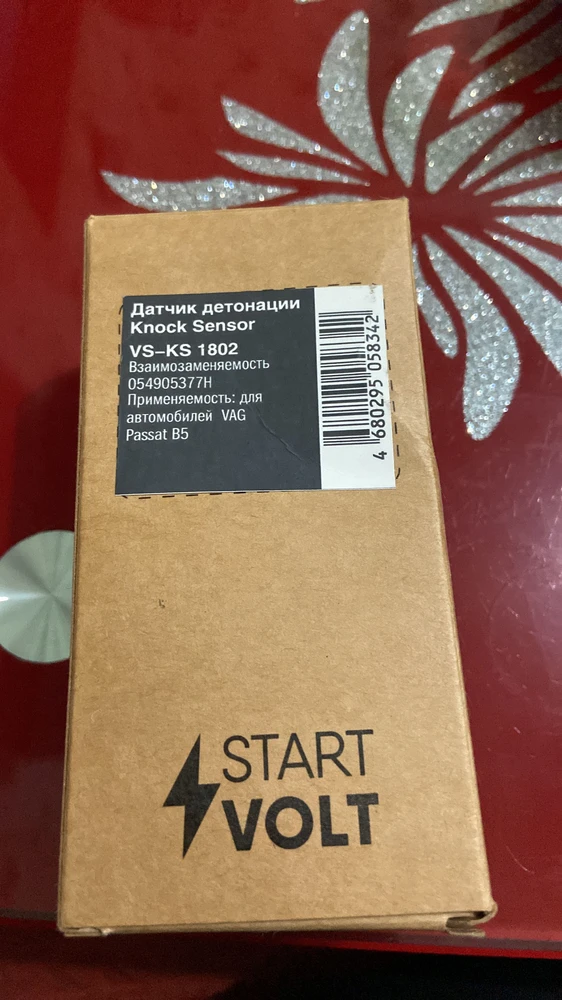 Датчик детонации
Knock Sensor
VS–KS 1802
Взаимозаменяемость
054905377H
Применяемость: для
автомобилей VAG
Passat B5
4 680295 058342
START
VOLT